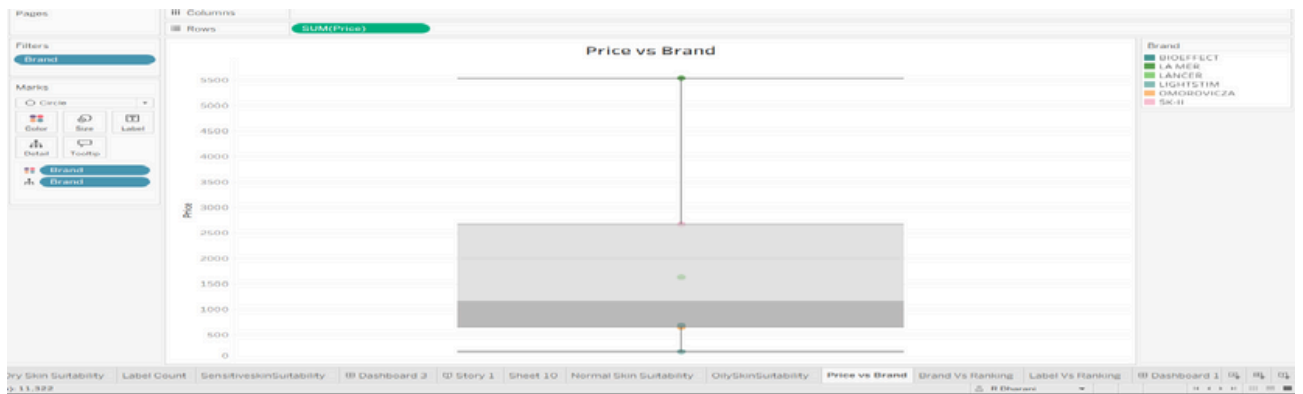 Pages
Columns
Rows SUM(Price)
Filters
Brand
Marks
Circle
Color Size Label
Detail Tooltip
Brand
Brand
Price vs Brand
Price
5500
5000
4500
4000
3500
3000
2500
2000
1500
1000
500
0
Brand
BIOEFFECT
LA MER
LANCER
LIGHTSTIM
OMOROVICZA
SK-II
Dry Skin Suitability Label Count SensitiveskinSuitability Dashboard 3 Story 1 Sheet 10 Normal Skin Suitability OilySkinSuitability Price vs Brand Brand Vs Ranking Label Vs Ranking Dashboard 1
): 11,322 R Dharani